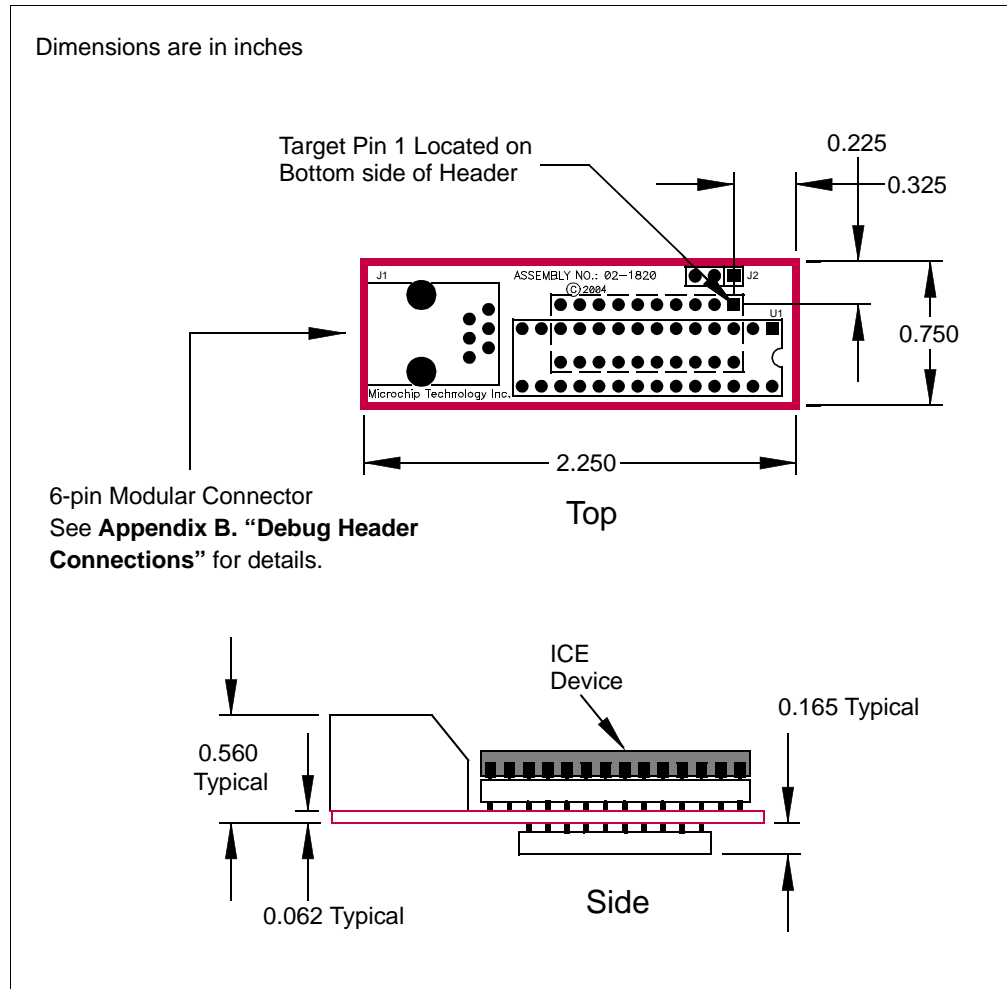 Dimensions are in inches
Target Pin 1 Located on
Bottom side of Header
0.225
0.325
J1
ASSEMBLY NO.: 02-1820
© 2004
J2
U1
0.750
Microchip Technology Inc.
2.250
Top
6-pin Modular Connector
See Appendix B. “Debug Header
Connections” for details.
ICE
Device
0.165 Typical
0.560
Typical
0.062 Typical
Side